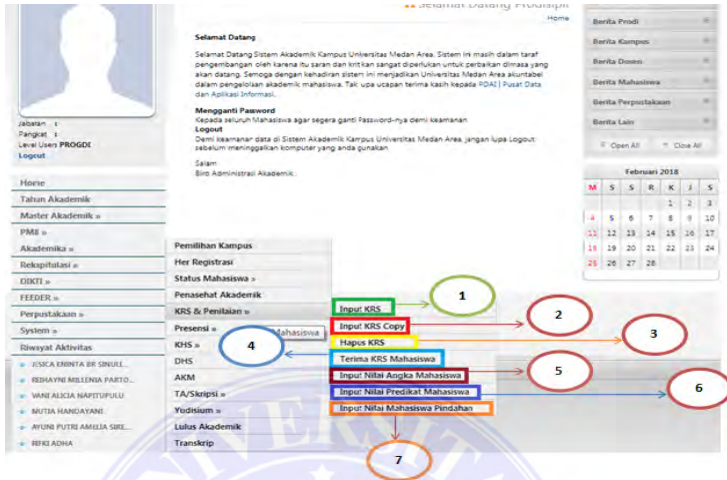 Selamat Datang Prodisipil
Home
Selamat Datang
Selamat Datang Sistem Akademik Kampus Universitas Medan Area. Sistem ini masih dalam taraf
pengembangan oleh karena itu saran dan kritikan sangat diperlukan untuk perbaikan dimasa yang
akan datang. Semoga dengan kehadiran sistem ini menjadikan Universitas Medan Area akuntabel
dalam pengelolaan akademik mahasiswa. Tak upa ucapan terima kasih kepada PDAI | Pusat Data
dan Aplikasi Informasi.
Mengganti Password
Kepada seluruh Mahasiswa agar segera ganti Password-nya demi keamanan
Logout
Demi keamanan data di Sistem Akademik Kampus Universitas Medan Area, jangan lupa Logout
sebelum meninggalkan komputer yang anda gunakan
Salam
Biro Administrasi Akademik
Jabatan :
Pangkat :
Level Users PROGDI
Logout
Home
Tahun Akademik
Master Akademik »
PMB »
Akademika »
Rekapitulasi »
DIKTI »
FEEDER »
Perpustakaan »
System »
Riwayat Aktivitas
JESICA ENINTA BR SINULI...
REHAYNI MILLENIA PARTO...
VANI ALICIA NAPITUPULU
MUTIA HANDAYANI
AYUNI PUTRI AMELIA SIRE...
RIFKI ADHA
Pemilihan Kampus
Her Registrasi
Status Mahasiswa »
Penasehat Akademik
KRS & Penilaian »
Presensi »
Mahasiswa
KHS »
DHS
AKM
TA/Skripsi »
Yudisium »
Lulus Akademik
Transkrip
Input KRS
Input KRS Copy
Hapus KRS
Terima KRS Mahasiswa
Input Nilai Angka Mahasiswa
Input Nilai Predikat Mahasiswa
Input Nilai Mahasiswa Pindahan
1
2
3
4
5
6
7
Berita Prodi
Berita Kampus
Berita Dosen
Berita Mahasiswa
Berita Perpustakaan
Berita Lain
Open All Close All
Februari 2018
M S S R K J S
1 2 3
4 5 6 7 8 9 10
11 12 13 14 15 16 17
18 19 20 21 22 23 24
25 26 27 28
UNIVERSITA